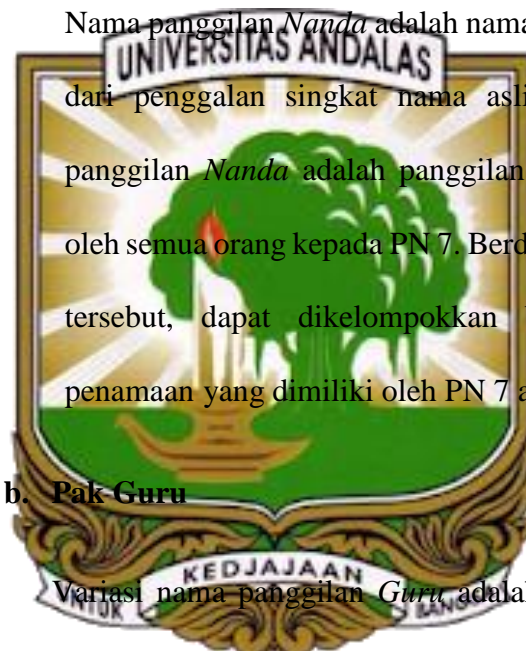 Nama panggilan Nanda adalah nama
UNIVERSITAS ANDALAS
dari penggalan singkat nama asli
panggilan Nanda adalah panggilan
oleh semua orang kepada PN 7. Berd
tersebut, dapat dikelompokkan
penamaan yang dimiliki oleh PN 7 a
b. Pak Guru
KEDJAJAAN
Variasi nama panggilan Guru adalah
UNTUK BANGSA